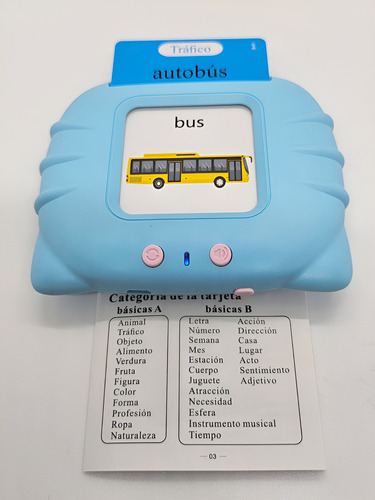 Tráfico
autobús
bus
Categoría de la tarjeta
básicas A básicas B
Animal
Tráfico
Objeto
Alimento
Verdura
Fruta
Figura
Color
Forma
Profesión
Ropa
Naturaleza
Letra Acción
Número Dirección
Semana Casa
Mes Lugar
Estación Acto
Cuerpo Sentimiento
Juguete Adjetivo
Atracción
Necesidad
Esfera
Instrumento musical
Tiempo
— 03 —